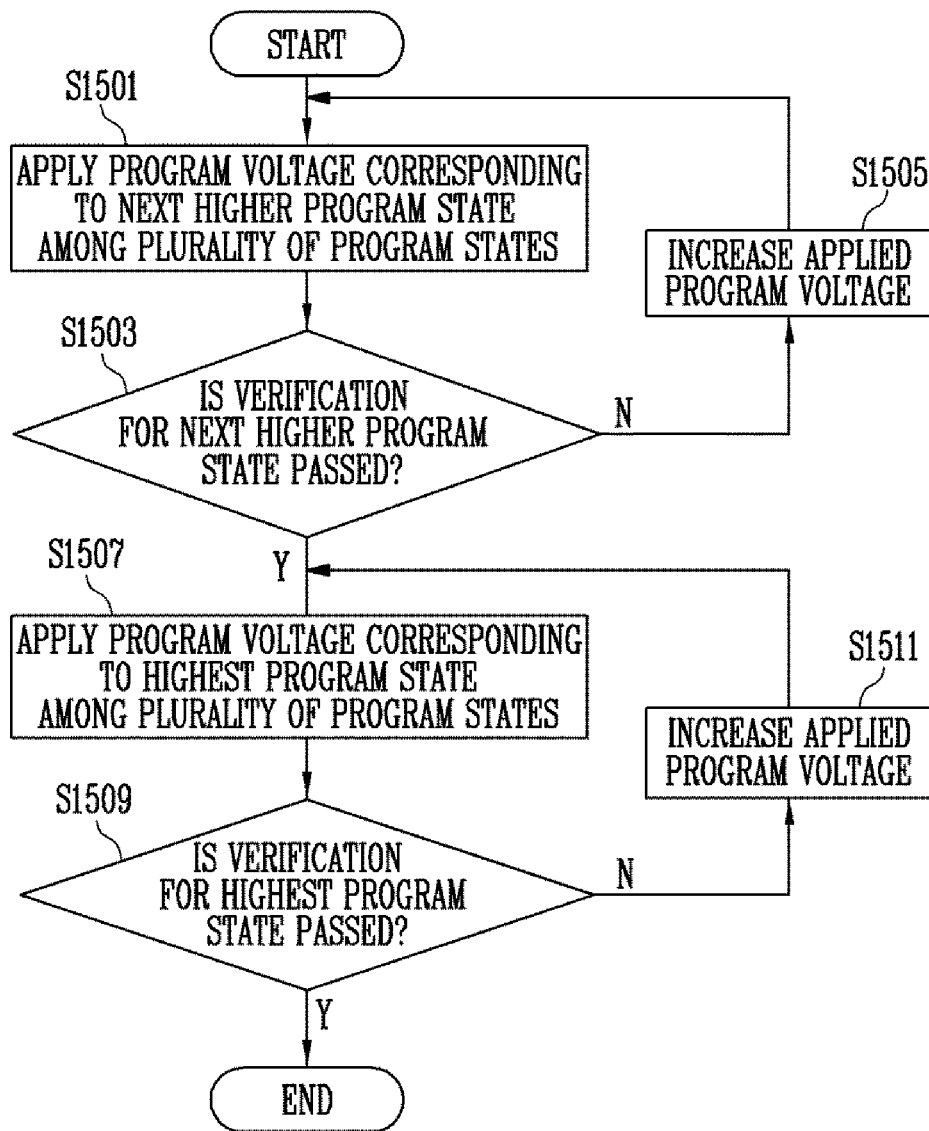 START
S1501
APPLY PROGRAM VOLTAGE CORRESPONDING
TO NEXT HIGHER PROGRAM STATE
AMONG PLURALITY OF PROGRAM STATES
S1505
INCREASE APPLIED
PROGRAM VOLTAGE
S1503
IS VERIFICATION
FOR NEXT HIGHER PROGRAM
STATE PASSED?
N
Y
S1507
APPLY PROGRAM VOLTAGE CORRESPONDING
TO HIGHEST PROGRAM STATE
AMONG PLURALITY OF PROGRAM STATES
S1511
INCREASE APPLIED
PROGRAM VOLTAGE
S1509
IS VERIFICATION
FOR HIGHEST PROGRAM
STATE PASSED?
N
Y
END